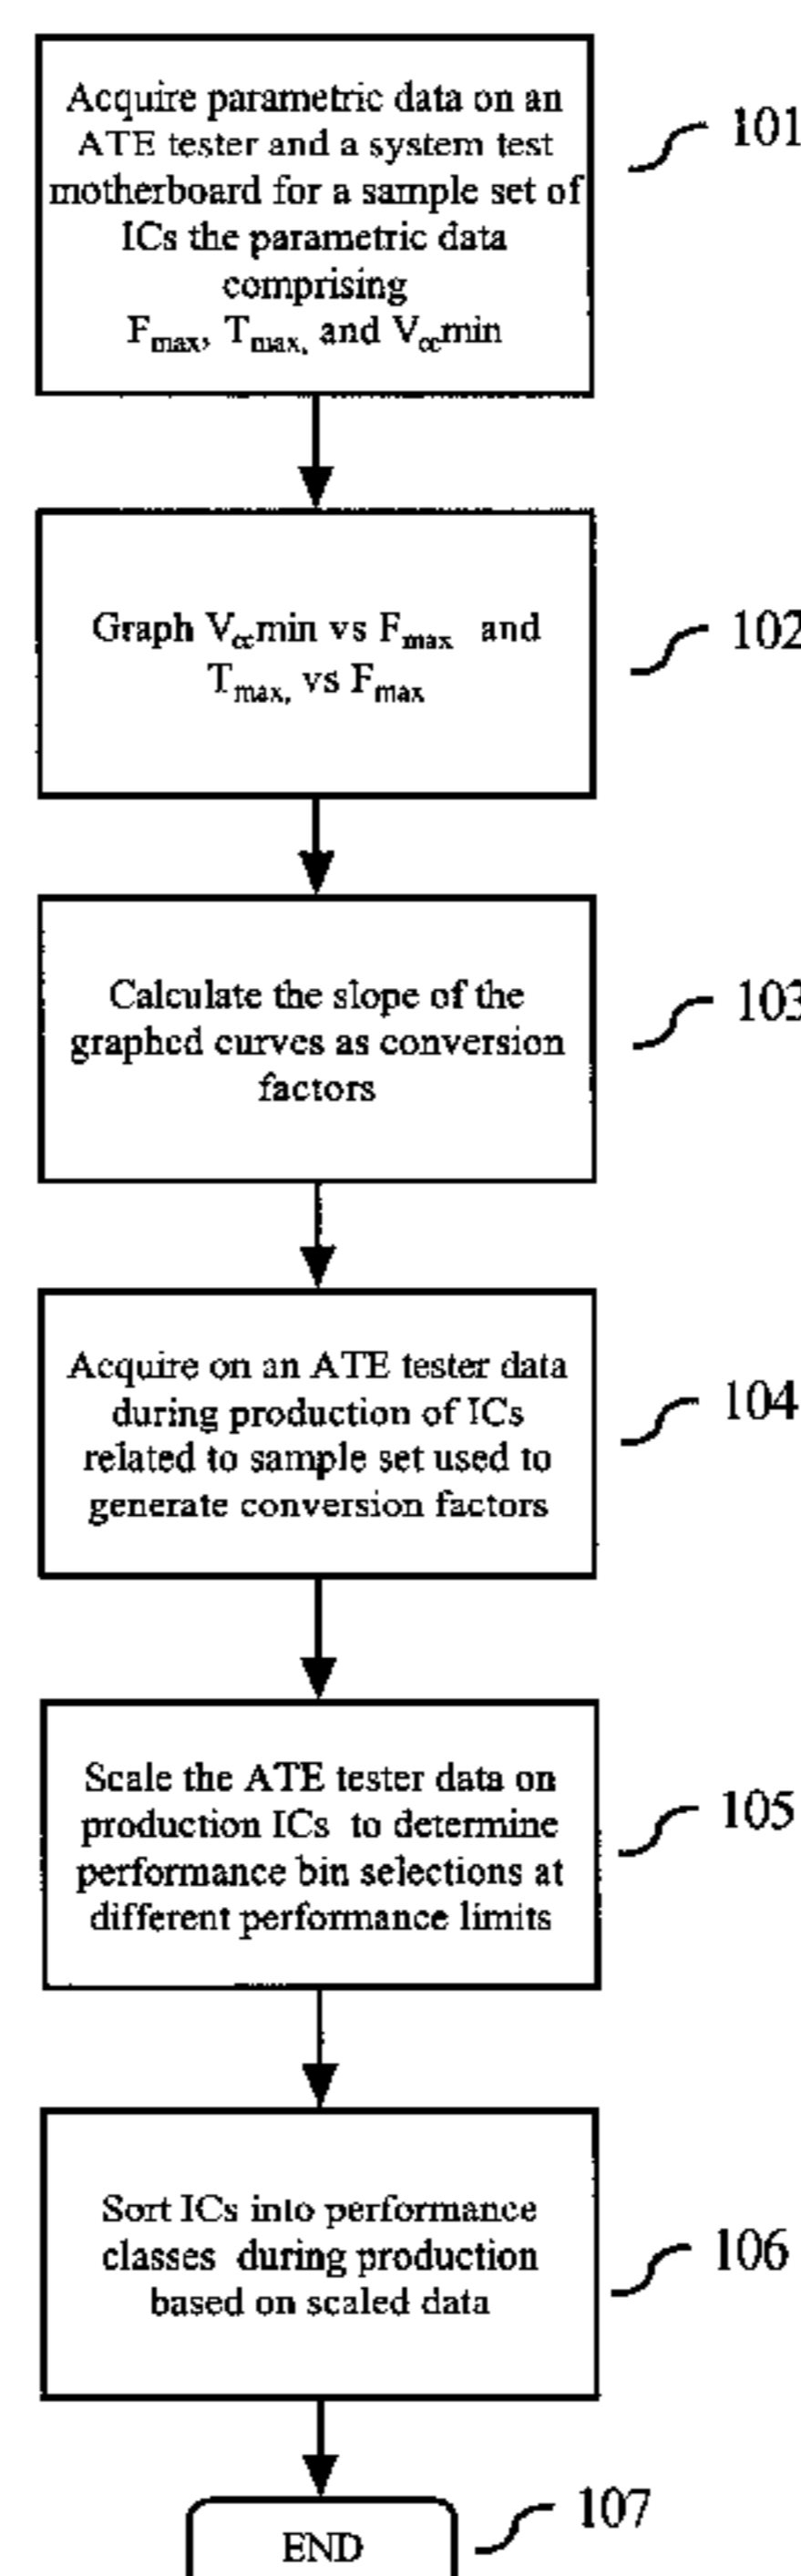 Acquire parametric data on an
ATE tester and a system test
motherboard for a sample set of
ICs the parametric data
comprising
Fmax, Tmax, and Vccmin
101
Graph Vccmin vs Fmax and
Tmax, vs Fmax
102
Calculate the slope of the
graphed curves as conversion
factors
103
Acquire on an ATE tester data
during production of ICs
related to sample set used to
generate conversion factors
104
Scale the ATE tester data on
production ICs to determine
performance bin selections at
different performance limits
105
Sort ICs into performance
classes during production
based on scaled data
106
END
107